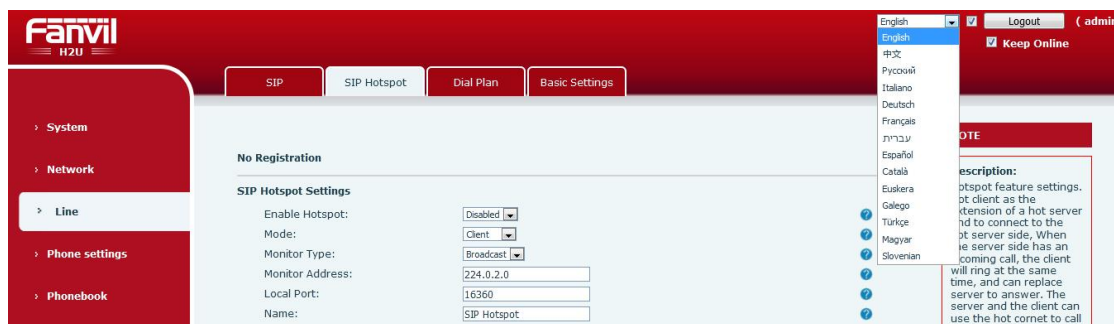 Fanvil
H2U
English
Logout
( admin
Keep Online
English
中文
Русский
Italiano
Deutsch
Français
עברית
Español
Català
Euskera
Galego
Türkçe
Magyar
Slovenian
SIP
SIP Hotspot
Dial Plan
Basic Settings
System
Network
Line
Phone settings
Phonebook
No Registration
SIP Hotspot Settings
Enable Hotspot:
Disabled
Mode:
Client
Monitor Type:
Broadcast
Monitor Address:
224.0.2.0
Local Port:
16360
Name:
SIP Hotspot
OTE
escription:
otspot feature settings.
ot client as the
xtension of a hot server
nd to connect to the
ot server side, When
he server side has an
coming call, the client
will ring at the same
time, and can replace
server to answer. The
server and the client can
use the hot cornet to call